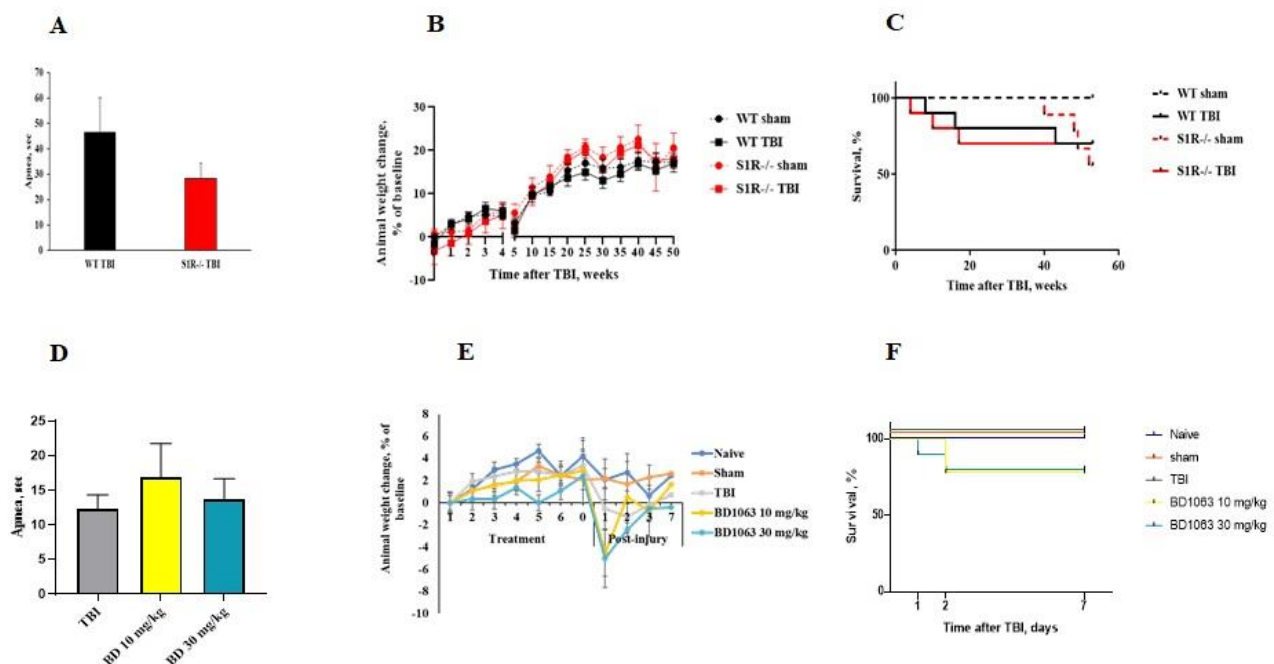 A
Apnea, sec
70
60
50
40
30
20
10
0
WT TBI
S1R-/- TBI
B
Animal weight change,
% of baseline
30
20
10
0
-10
1 2 3 4 5 10 15 20 25 30 35 40 45 50
Time after TBI, weeks
WT sham
WT TBI
S1R-/- sham
S1R-/- TBI
C
Survival, %
100
50
0
0 20 40 60
Time after TBI, weeks
WT sham
WT TBI
S1R-/- sham
S1R-/- TBI
D
Apnea, sec
25
20
15
10
5
0
TBI
BD 10 mg/kg
BD 30 mg/kg
E
Animal weight change, % of
baseline
8
6
4
2
0
-2
-4
-6
-8
-10
1 2 3 4 5 6 0 1 2 3 7
Treatment
Post-injury
Naive
Sham
TBI
BD1063 10 mg/kg
BD1063 30 mg/kg
F
Survival, %
100
50
0
1 2 7
Time after TBI, days
Naive
sham
TBI
BD1063 10 mg/kg
BD1063 30 mg/kg